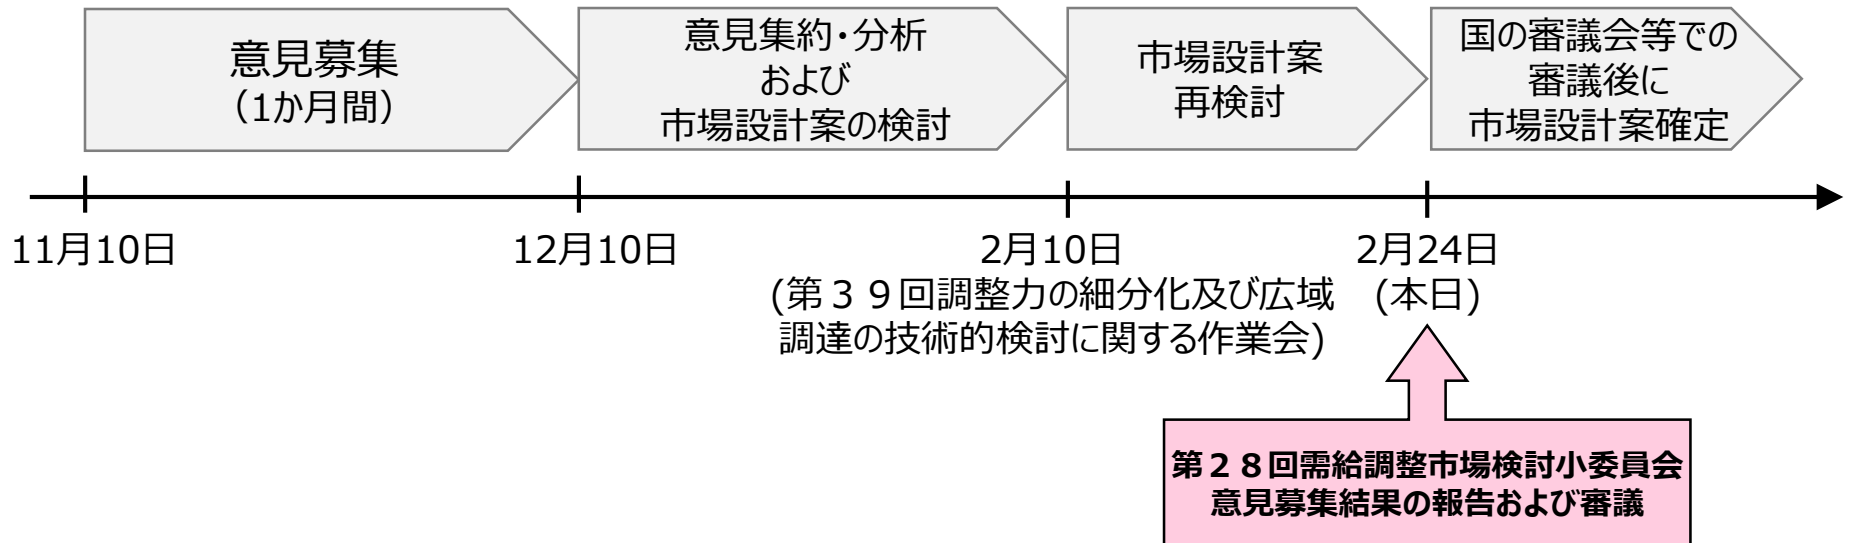 意見募集
（1か月間）
意見集約・分析
および
市場設計案の検討
市場設計案
再検討
国の審議会等での
審議後に
市場設計案確定
11月10日
12月10日
2月10日
(第３９回調整力の細分化及び広域
調達の技術的検討に関する作業会)
2月24日
(本日)
第２８回需給調整市場検討小委員会
意見募集結果の報告および審議